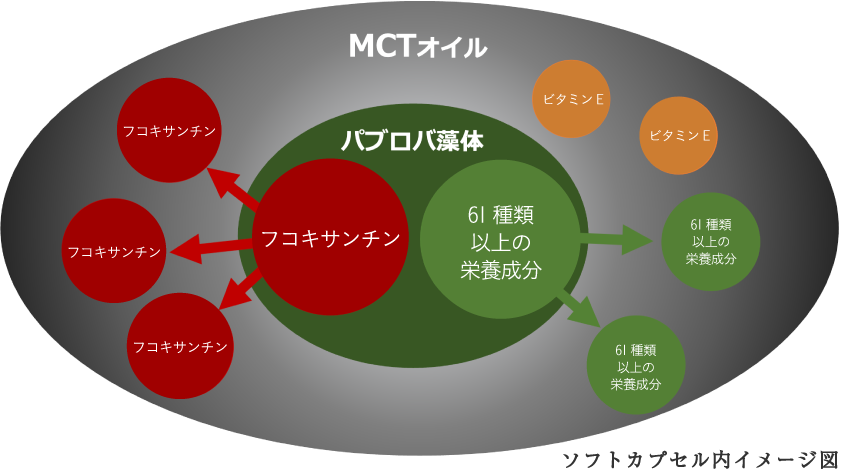 MCTオイル
ビタミンE
ビタミンE
フコキサンチン
パブロバ藻体
フコキサンチン
61種類
以上の
栄養成分
61種類
以上の
栄養成分
フコキサンチン
フコキサンチン
61種類
以上の
栄養成分
ソフトカプセル内イメージ図